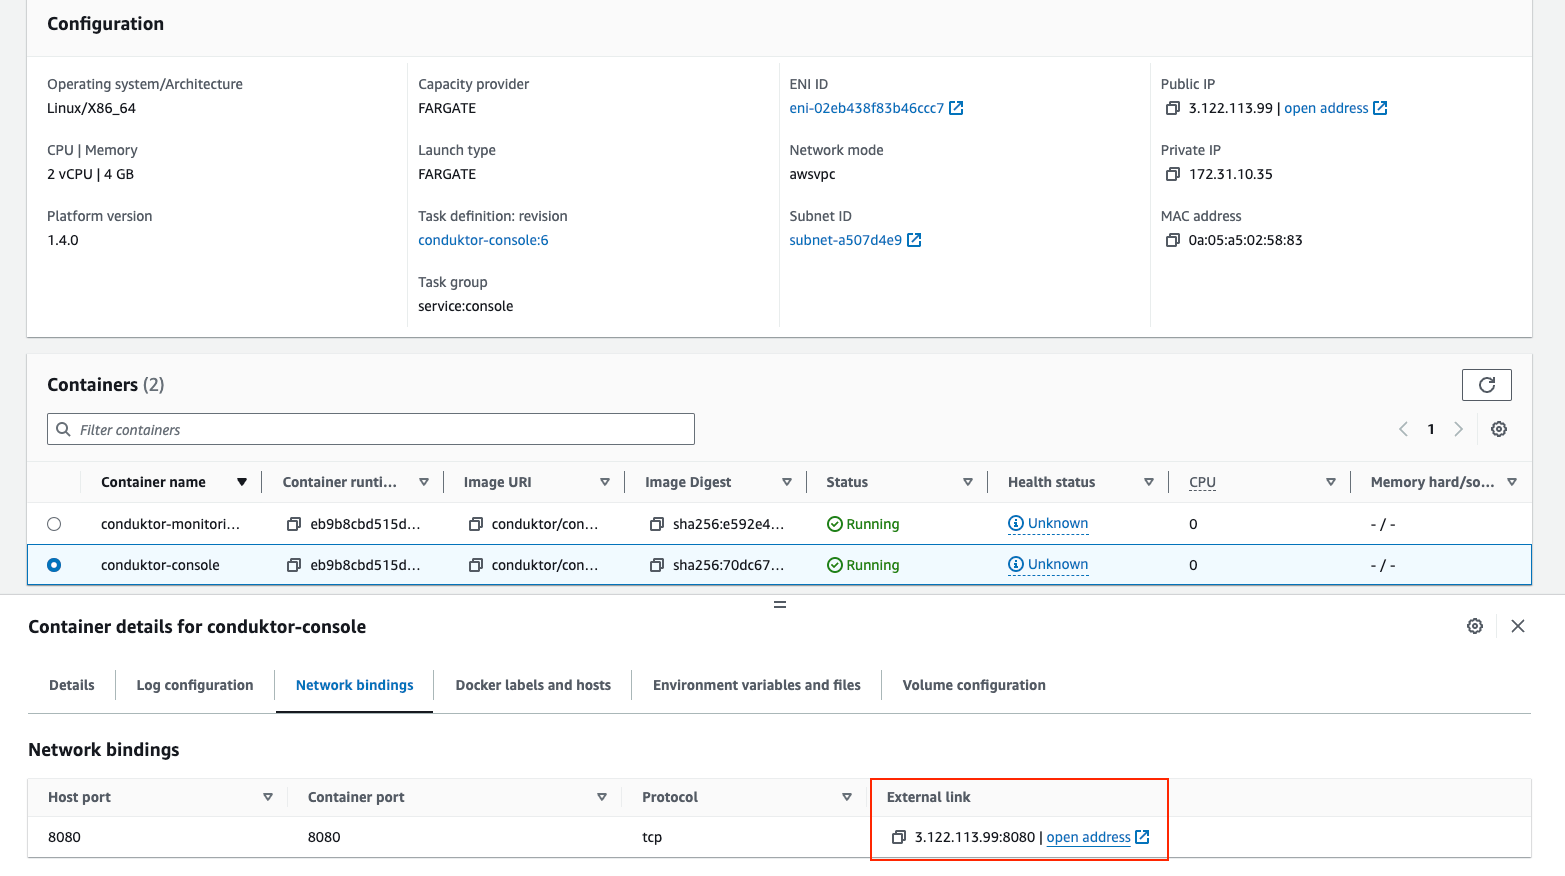 Configuration
Operating system/Architecture
Linux/X86_64
CPU | Memory
2 vCPU | 4 GB
Platform version
1.4.0
Capacity provider
FARGATE
Launch type
FARGATE
Task definition: revision
conduktor-console:6
Task group
service:console
ENI ID
eni-02eb438f83b46ccc7
Network mode
awsvpc
Subnet ID
subnet-a507d4e9
Public IP
3.122.113.99 | open address
Private IP
172.31.10.35
MAC address
0a:05:a5:02:58:83
Containers (2)
Filter containers
1
Container name Container runti... Image URI Image Digest Status Health status CPU Memory hard/so...
conduktor-monitori... eb9b8cbd515d... conduktor/con... sha256:e592e4... Running Unknown 0 - / -
conduktor-console eb9b8cbd515d... conduktor/con... sha256:70dc67... Running Unknown 0 - / -
Container details for conduktor-console
Details Log configuration Network bindings Docker labels and hosts Environment variables and files Volume configuration
Network bindings
Host port Container port Protocol External link
8080 8080 tcp 3.122.113.99:8080 | open address